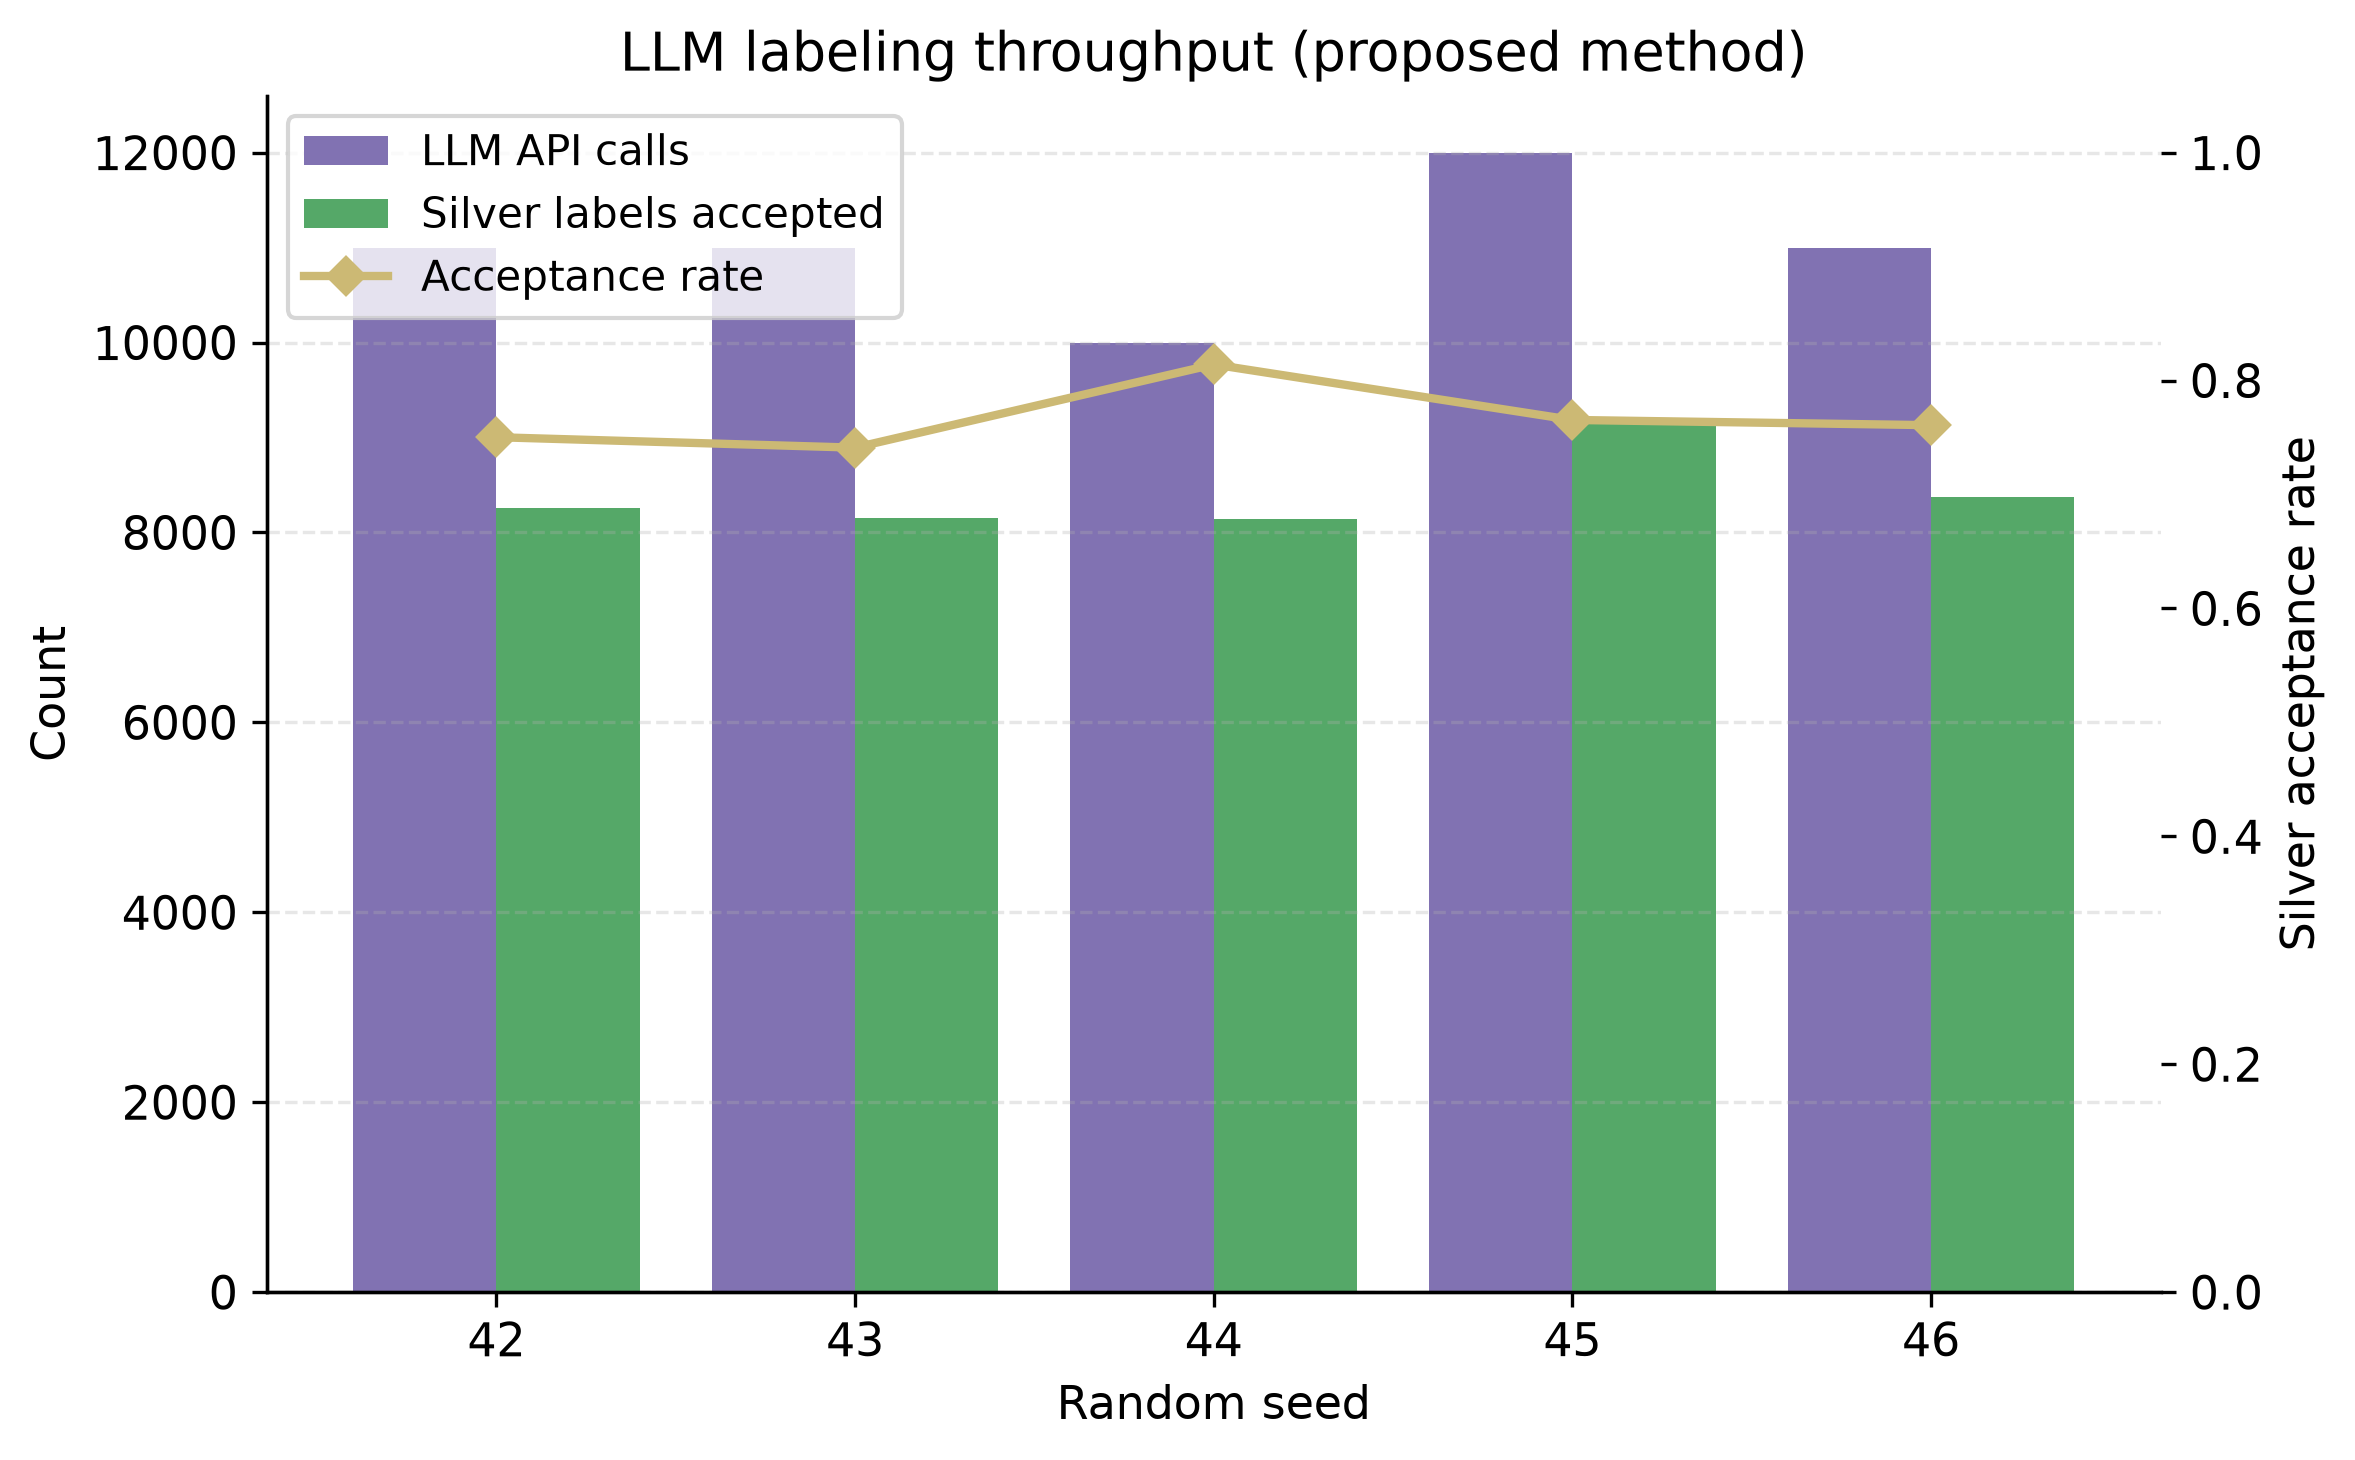 LLM labeling throughput (proposed method)
LLM API calls
Silver labels accepted
Acceptance rate
12000
10000
8000
6000
4000
2000
0
Count
1.0
0.8
0.6
0.4
0.2
0.0
Silver acceptance rate
42 43 44 45 46
Random seed